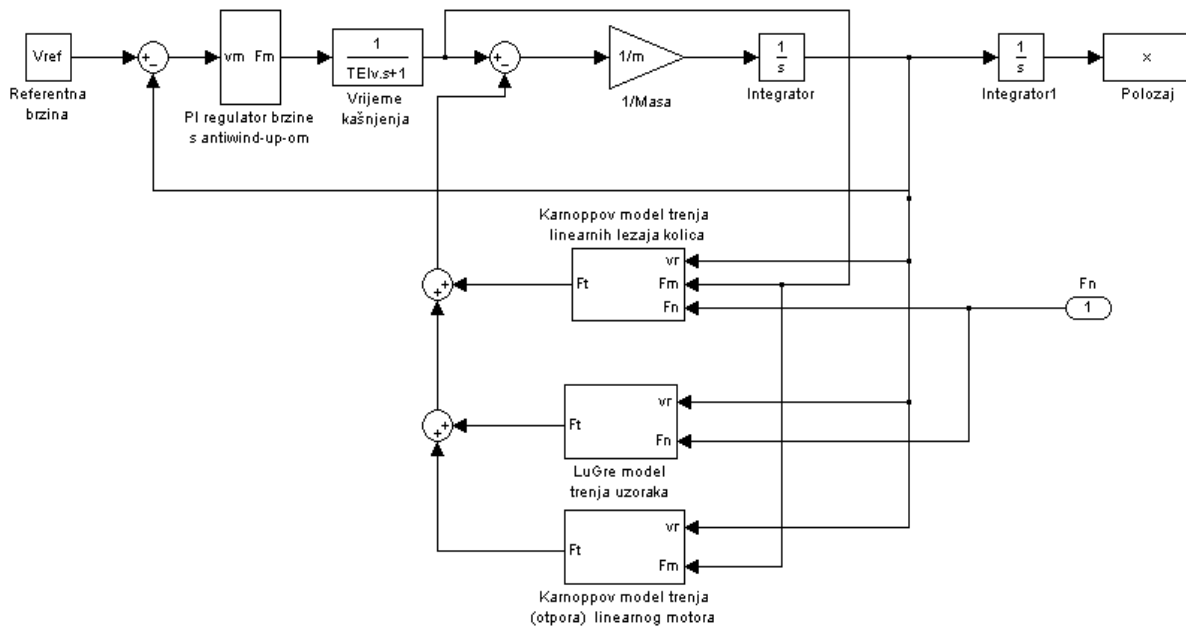 Vref
Referentna
brzina
+
−
vm Fm
PI regulator brzine
s antiwind-up-om
1
TElv.s+1
Vrijeme
kašnjenja
+
−
1/m
1/Masa
1
s
Integrator
1
s
Integrator1
x
Polozaj
Karnoppov model trenja
linearnih lezaja kolica
vr
Ft Fm
Fn
+
+
Fn
1
vr
Ft
Fn
+
+
LuGre model
trenja uzoraka
vr
Ft
Fm
Karnoppov model trenja
(otpora) linearnog motora